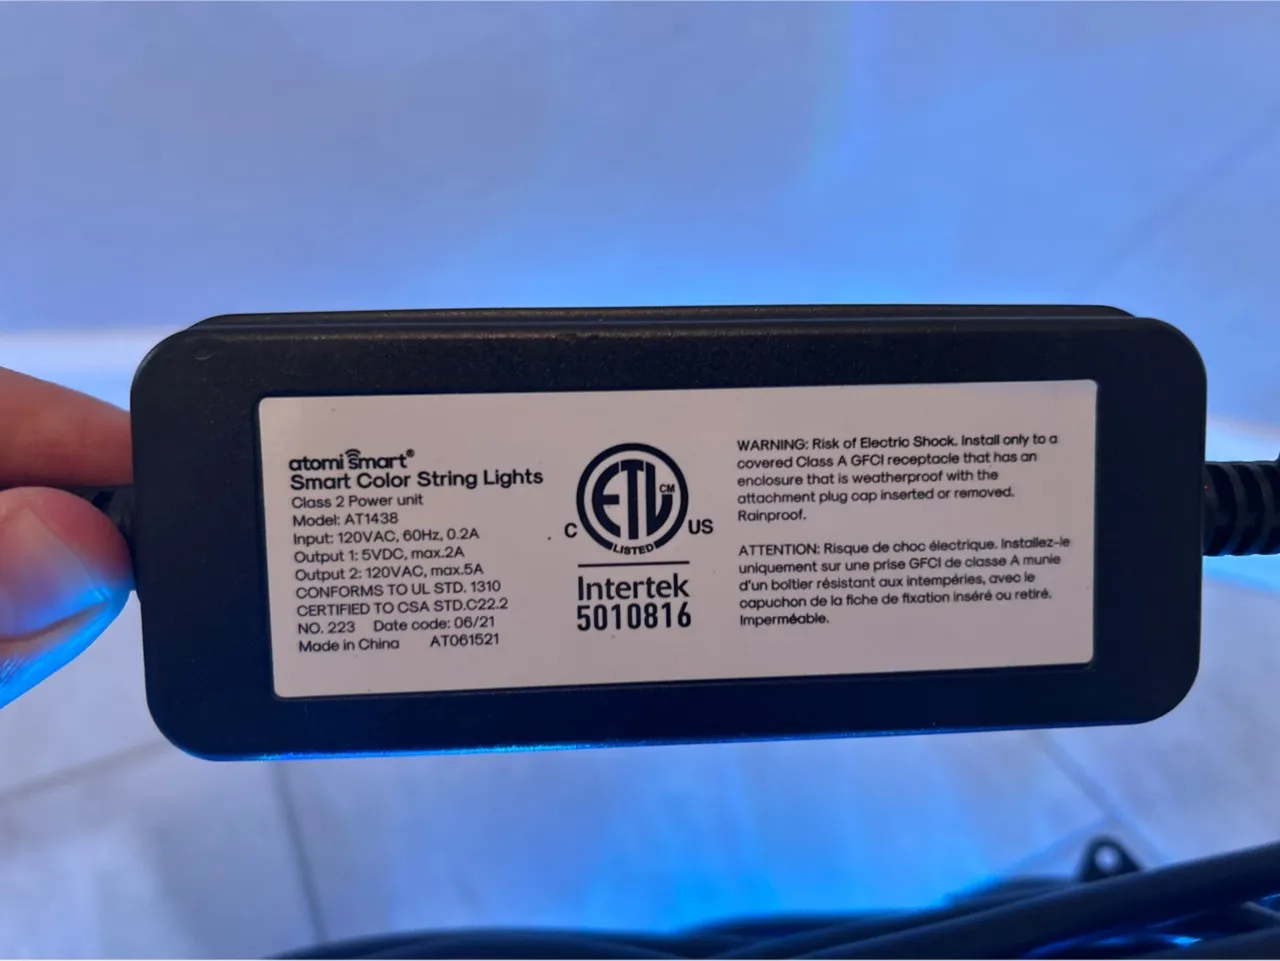 atomi smart®
Smart Color String Lights
Class 2 Power unit
Model: AT1438
Input: 120VAC, 60Hz, 0.2A
Output 1: 5VDC, max.2A
Output 2: 120VAC, max.5A
CONFORMS TO UL STD. 1310
CERTIFIED TO CSA STD.C22.2
NO. 223 Date code: 06/21
Made in China AT061521
ETL CM
C US
LISTED
Intertek
5010816
WARNING: Risk of Electric Shock. Install only to a
covered Class A GFCI receptacle that has an
enclosure that is weatherproof with the
attachment plug cap inserted or removed.
Rainproof.
ATTENTION: Risque de choc électrique. Installez-le
uniquement sur une prise GFCI de classe A munie
d'un boîtier résistant aux intempéries, avec le
capuchon de la fiche de fixation inséré ou retiré.
Imperméable.